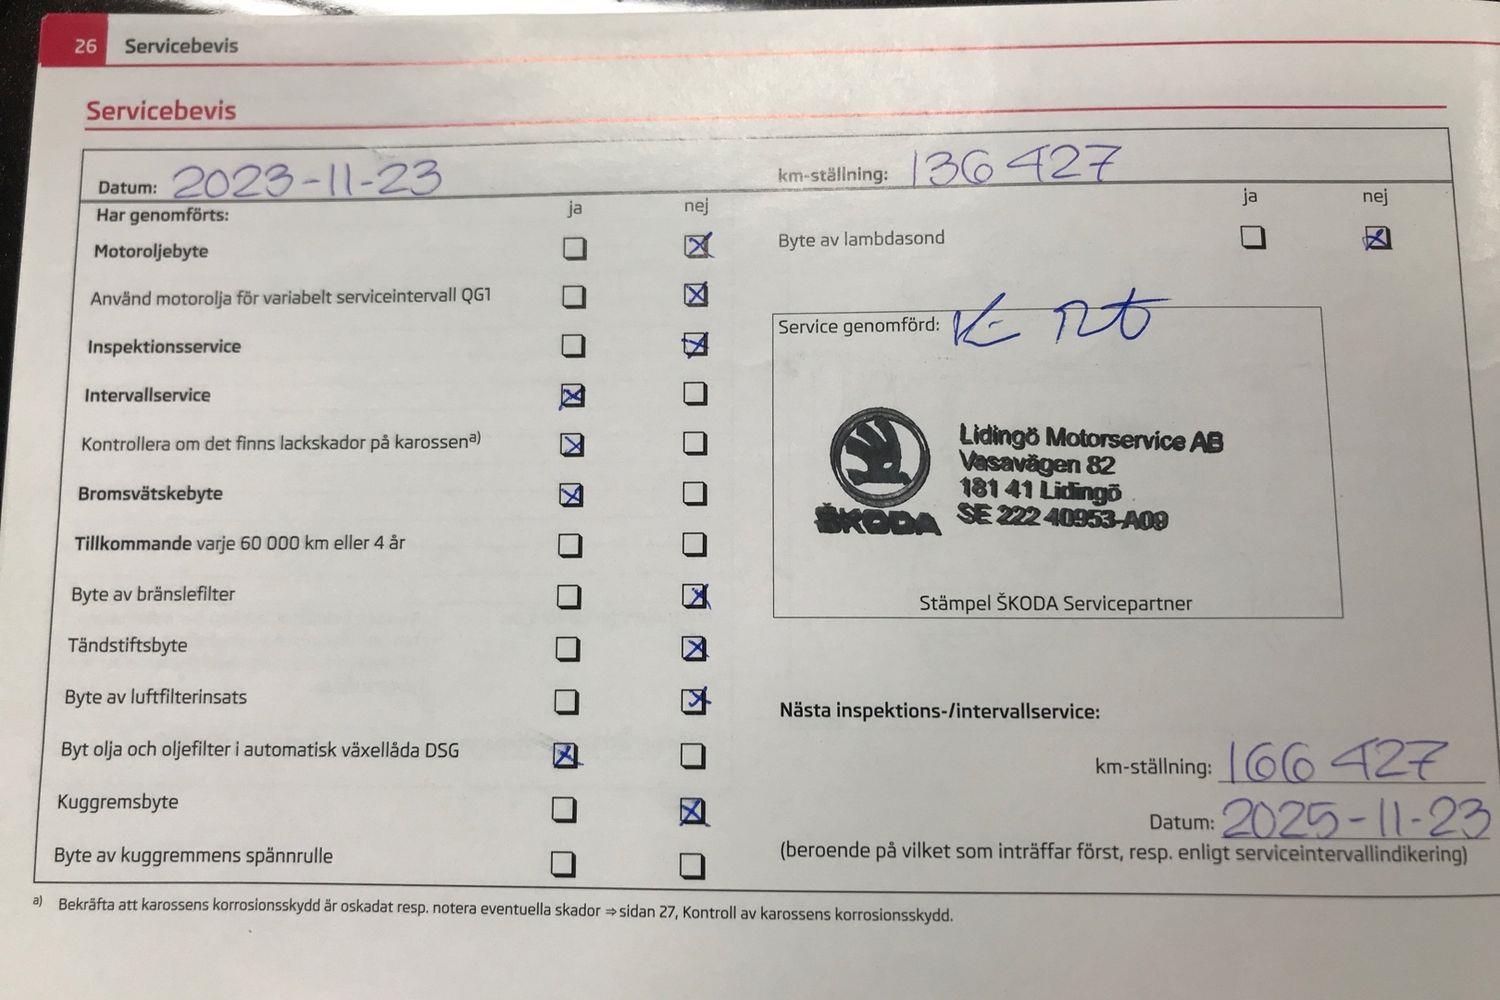 26 Servicebevis
Servicebevis
Datum: 2023-11-23
km-ställning: 136 427
Har genomförts: ja nej
Motoroljebyte
Använd motorolja för variabelt serviceintervall QG1
Inspektionsservice
Intervallservice
Kontrollera om det finns lackskador på karossen a)
Bromsvätskebyte
Tillkommande varje 60 000 km eller 4 år
Byte av bränslefilter
Tändstiftsbyte
Byte av luftfilterinsats
Byt olja och oljefilter i automatisk växellåda DSG
Kuggremsbyte
Byte av kuggremmens spännrulle
ja nej
Byte av lambdasond
Service genomförd:
ŠKODA
Lidingö Motorservice AB
Vasavägen 82
181 41 Lidingö
SE 222 40953-A09
Stämpel ŠKODA Servicepartner
Nästa inspektions-/intervallservice:
km-ställning: 166 427
Datum: 2025-11-23
(beroende på vilket som inträffar först, resp. enligt serviceintervallindikering)
a) Bekräfta att karossens korrosionsskydd är oskadat resp. notera eventuella skador ⇒ sidan 27, Kontroll av karossens korrosionsskydd.